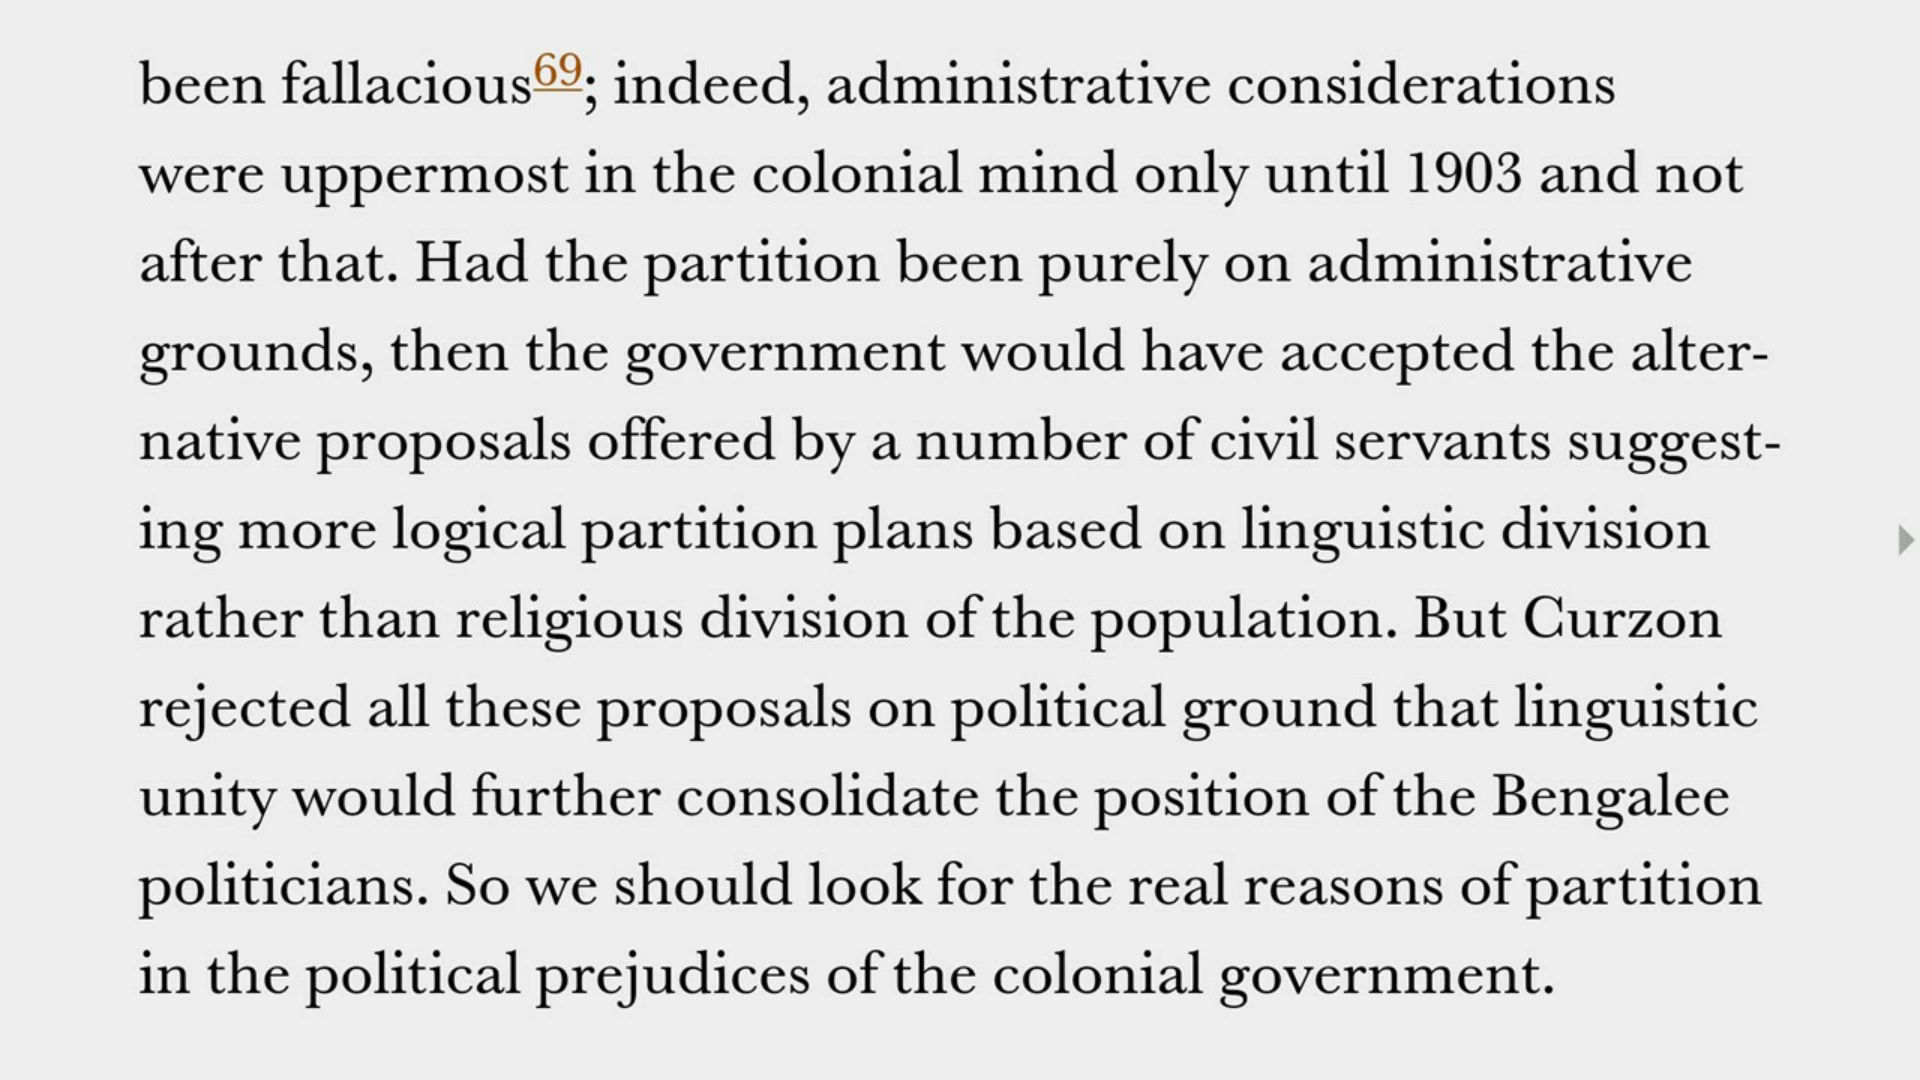 been fallacious69; indeed, administrative considerations
were uppermost in the colonial mind only until 1903 and not
after that. Had the partition been purely on administrative
grounds, then the government would have accepted the alter-
native proposals offered by a number of civil servants suggest-
ing more logical partition plans based on linguistic division
rather than religious division of the population. But Curzon
rejected all these proposals on political ground that linguistic
unity would further consolidate the position of the Bengalee
politicians. So we should look for the real reasons of partition
in the political prejudices of the colonial government.